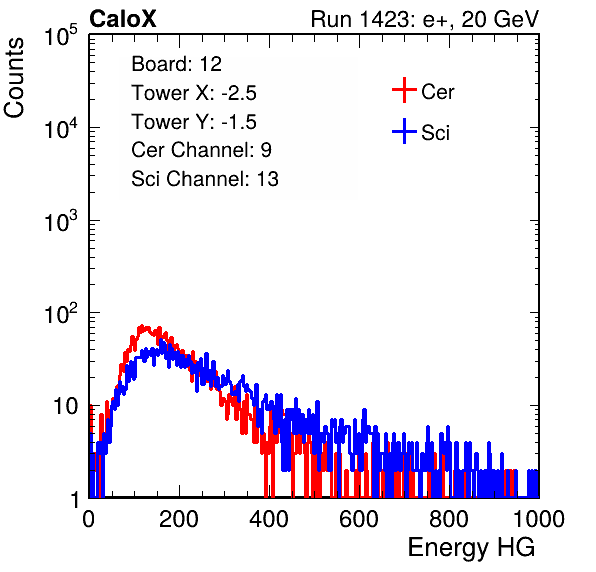 CaloX Run 1423: e+, 20 GeV
Counts
10^5
10^4
10^3
10^2
10
1
Board: 12
Tower X: -2.5
Tower Y: -1.5
Cer Channel: 9
Sci Channel: 13
Cer
Sci
0 200 400 600 800 1000
Energy HG